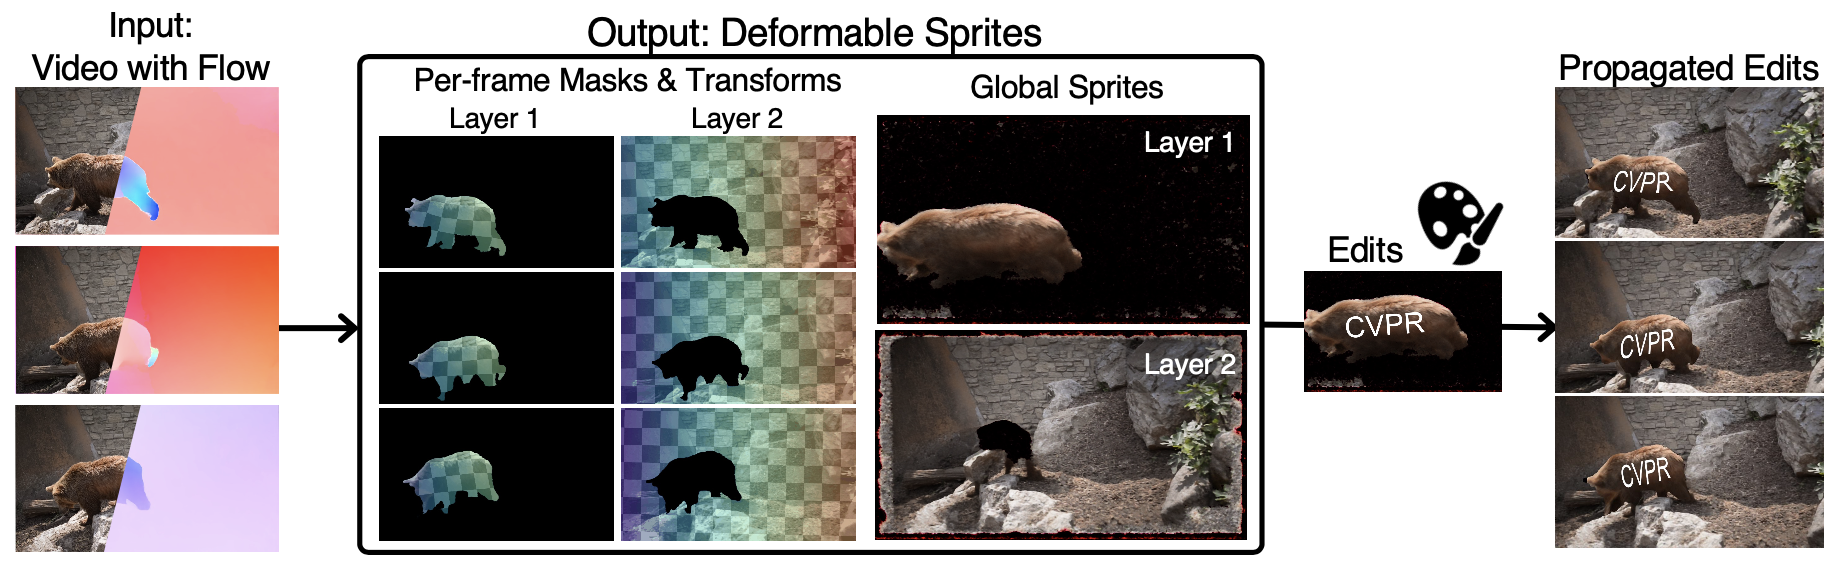 Input:
Video with Flow
Output: Deformable Sprites
Per-frame Masks & Transforms
Layer 1
Layer 2
Global Sprites
Layer 1
Layer 2
Edits
CVPR
Propagated Edits
CVPR
CVPR
CVPR